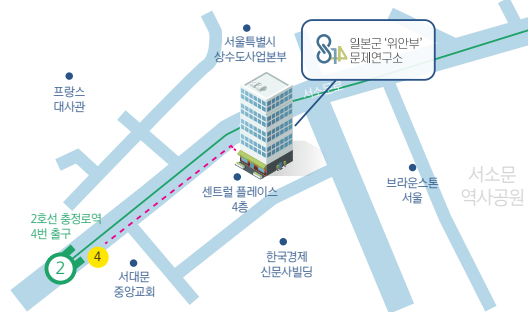 서울특별시
상수도사업본부
일본군 '위안부'
문제연구소
프랑스
대사관
서소문로
센트럴 플레이스
4층
브라운스톤
서울
서소문
역사공원
2호선 충정로역
4번 출구
2
4
서대문
중앙교회
한국경제
신문사빌딩